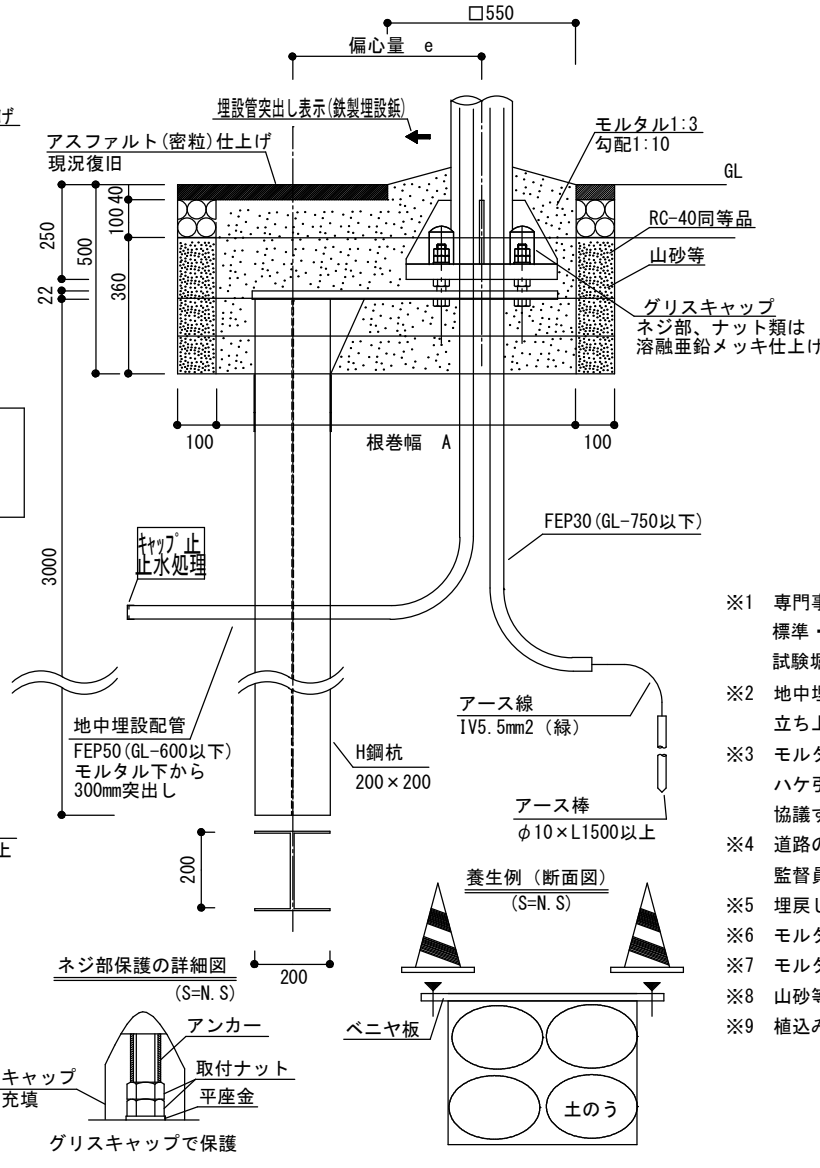 □550
偏心量 e
埋設管突出し表示(鉄製埋設鋲)
アスファルト(密粒)仕上げ
現況復旧
モルタル1:3
勾配1:10
GL
RC-40同等品
山砂等
グリスキャップ
ネジ部、ナット類は
溶融亜鉛メッキ仕上げ
250
22
500
100
40
360
3000
100
根巻幅 A
100
FEP30(GL-750以下)
キャップ止
止水処理
地中埋設配管
FEP50(GL-600以下)
モルタル下から
300mm突出し
H鋼杭
200×200
アース線
IV5.5mm2(緑)
アース棒
φ10×L1500以上
200
200
養生例(断面図)
(S=N.S)
ベニヤ板
土のう
ネジ部保護の詳細図
(S=N.S)
アンカー
取付ナット
平座金
キャップ
充填
グリスキャップで保護
※1 専門
標準・
試験堀
※2 地中埋
立ち上
※3 モルタ
ハケ引
協議す
※4 道路の
監督員
※5 埋戻し
※6 モルタ
※7 モルタ
※8 山砂等
※9 植込み